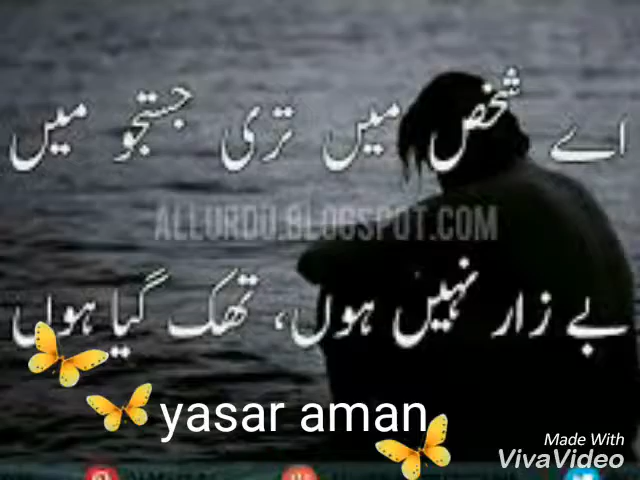 اے شخص میں تری جستجو میں
ALLURDU.BLOGSPOT.COM
بے زار نہیں ہوں، تھک گیا ہوں
yasar aman
Made With
VivaVideo